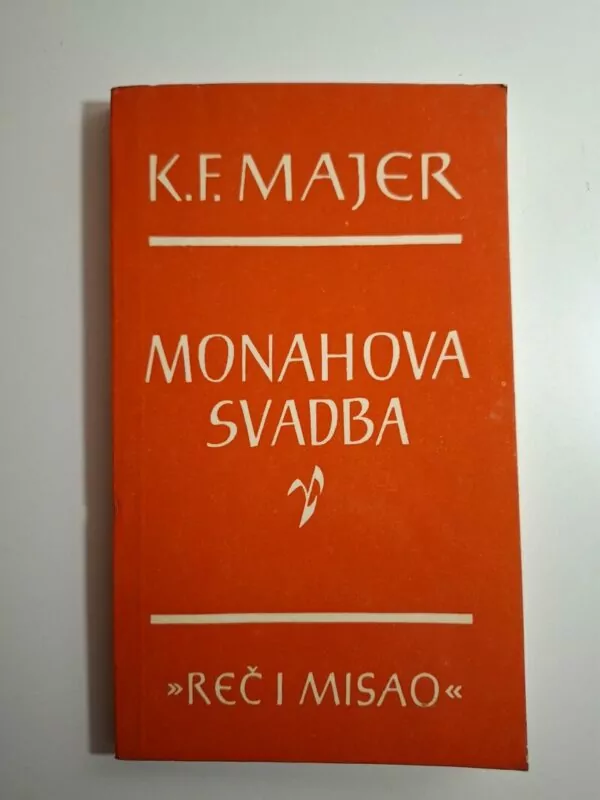 K.F. MAJER
MONAHOVA
SVADBA
»REČ I MISAO«